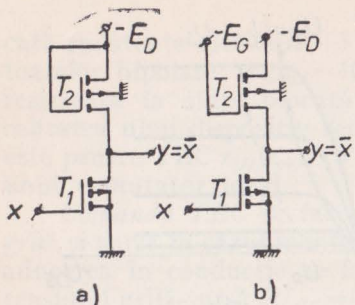 -E_D -E_G -E_D
T_2 T_2
y=x̄ y=x̄
T_1 T_1
x x
a) b)